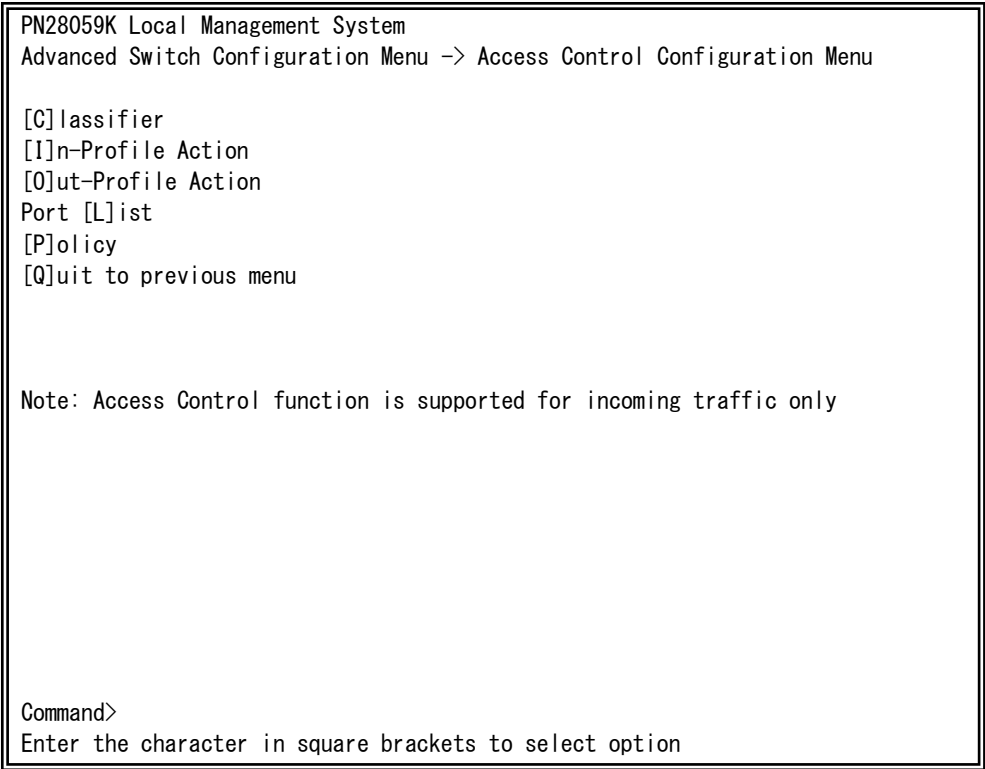 PN28059K Local Management System
Advanced Switch Configuration Menu -> Access Control Configuration Menu
[C]lassifier
[I]n-Profile Action
[O]ut-Profile Action
Port [L]ist
[P]olicy
[Q]uit to previous menu
Note: Access Control function is supported for incoming traffic only
Command>
Enter the character in square brackets to select option